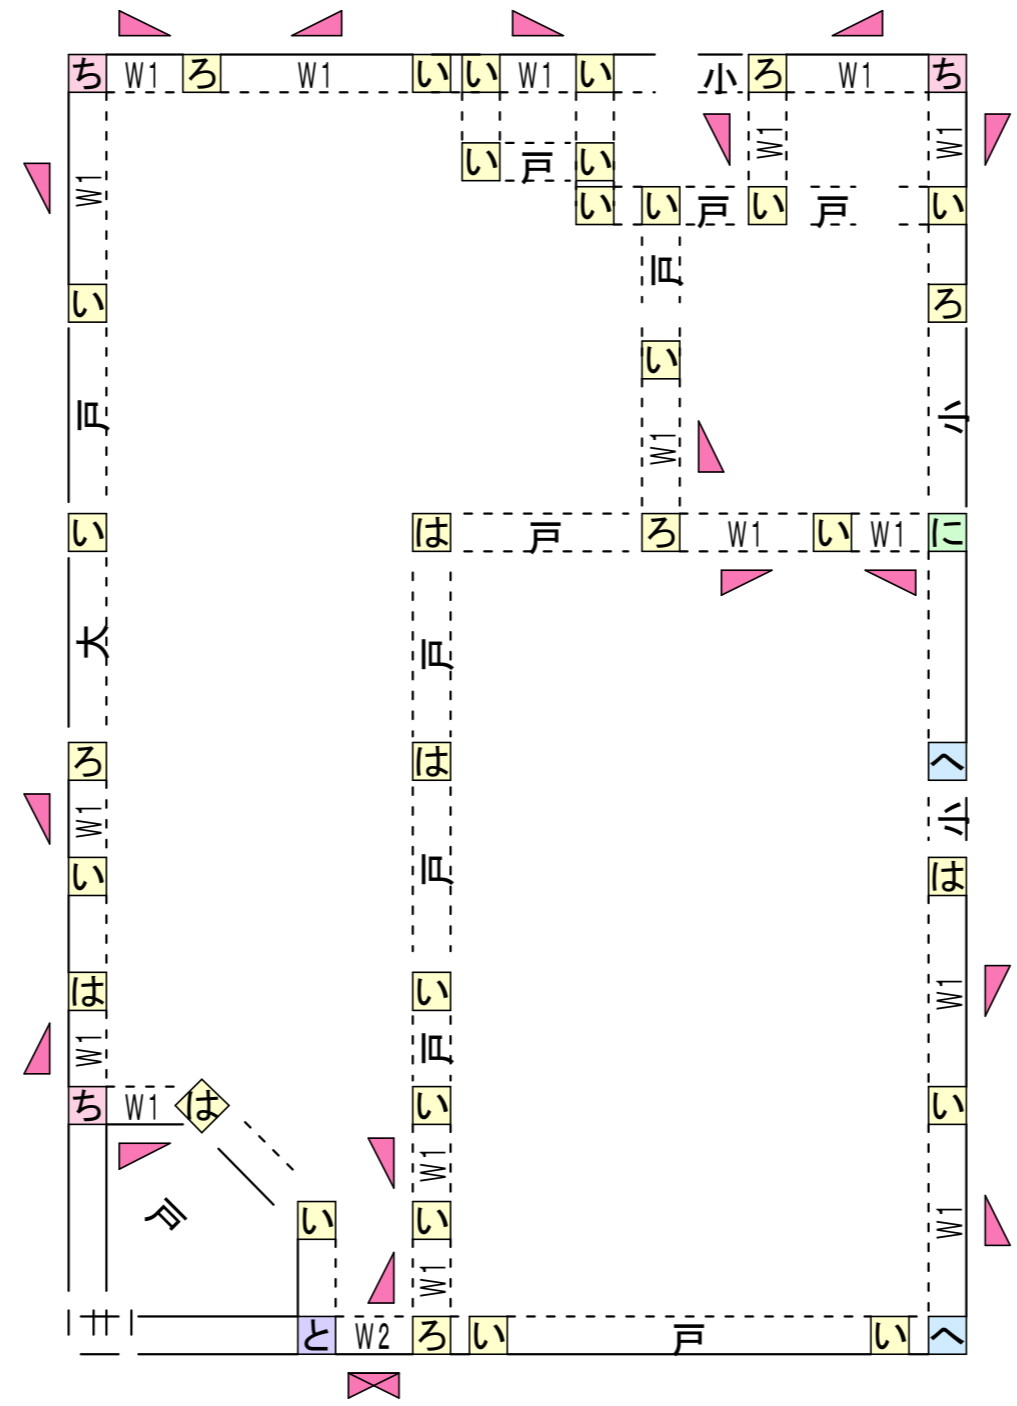 ち W1 ろ W1 い い W1 い 小 ろ W1 ち
W1 W1
い 戸 い
W1
い い 戸 い 戸 い
戸
い ろ
い
戸 小
W1
い は 戸 ろ W1 い W1 に
大 戸
ろ は へ
W1 小
い 戸 は
は い W1
W1 戸
ち W1 は い い
W1
戸 い い W1
W1
と W2 ろ い 戸 い へ